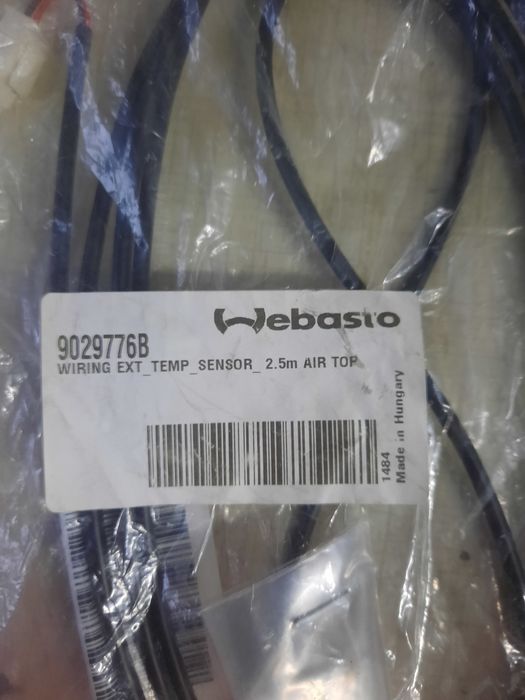 Webasto
9029776B
WIRING EXT_TEMP_SENSOR_ 2.5m AIR TOP
1484
Made in Hungary